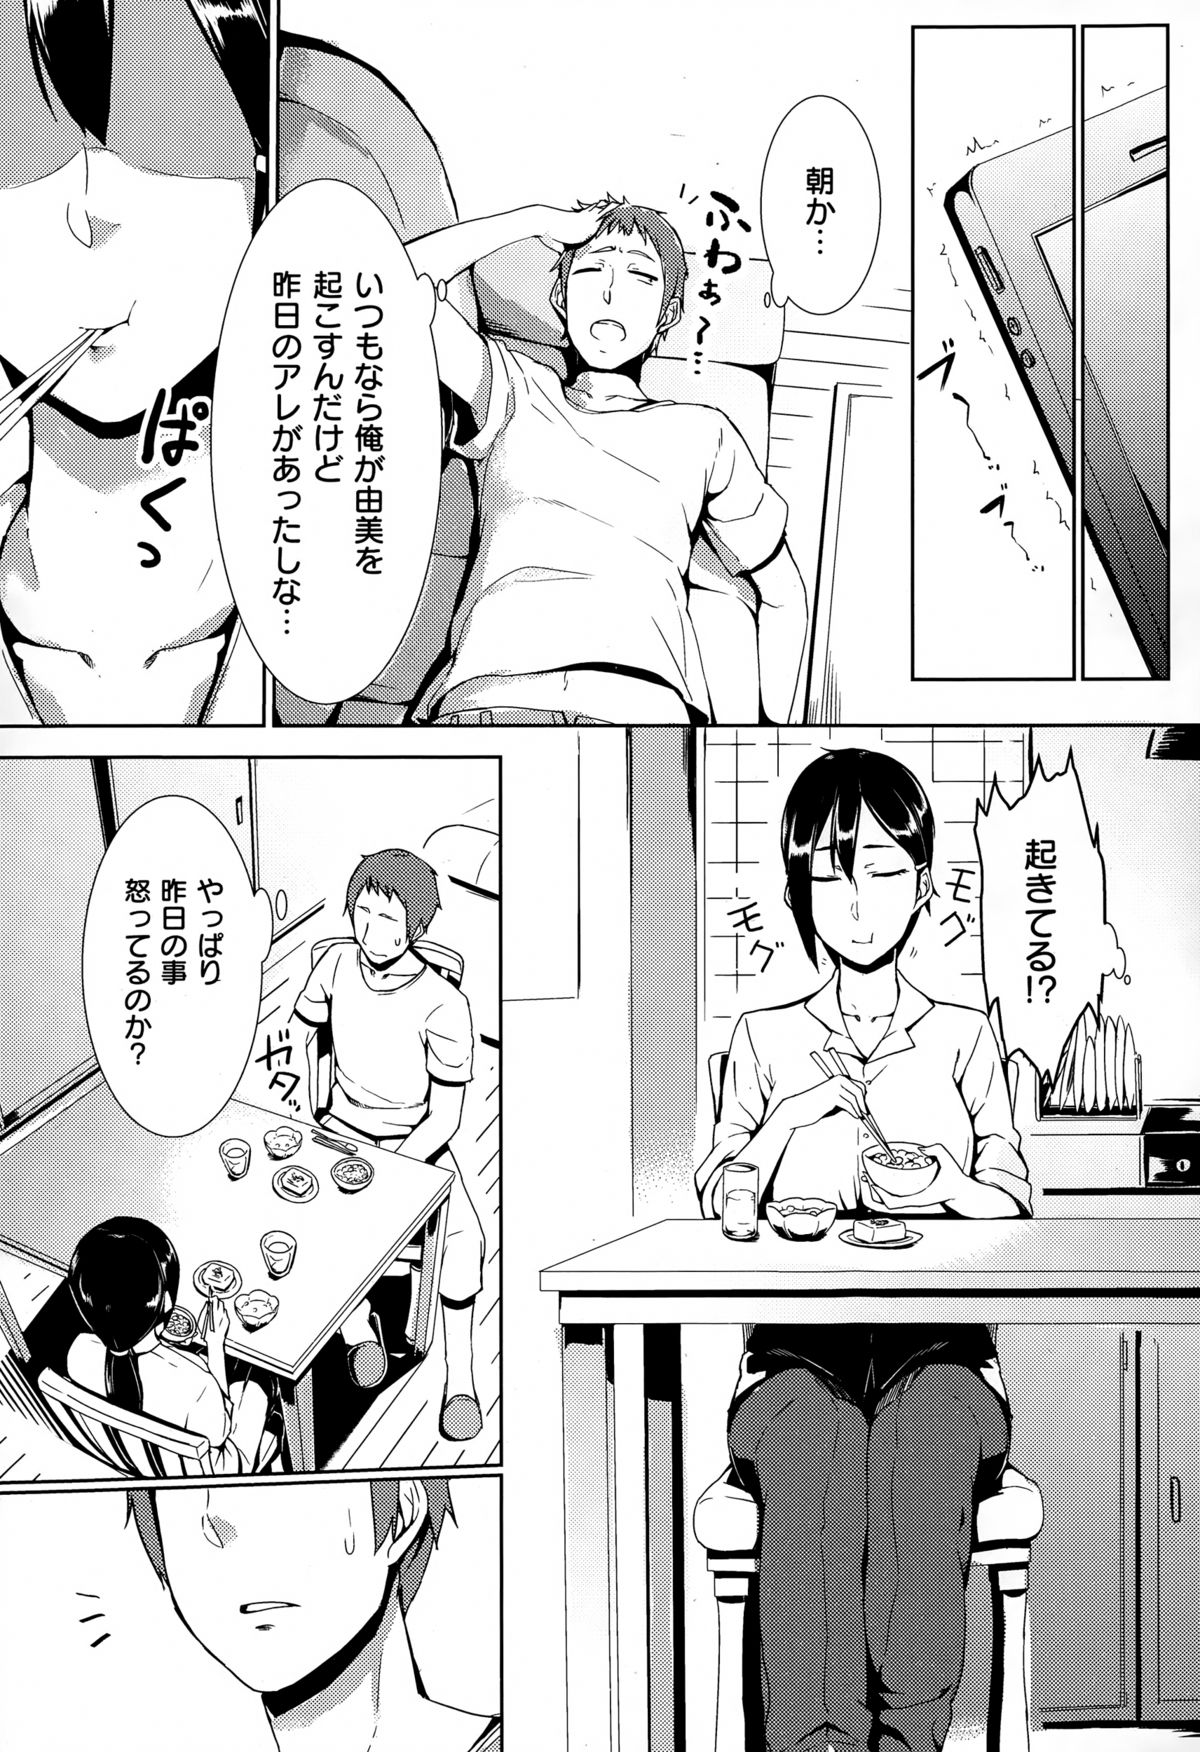 ブーーっ
朝か…
ふわぁ～…
いつもなら俺が由美を
起こすんだけど
昨日のアレがあったしな…
ぱくっ
起きてる!?
モグ
モグ
やっぱり
昨日の事
怒ってるのか?
ガタ…